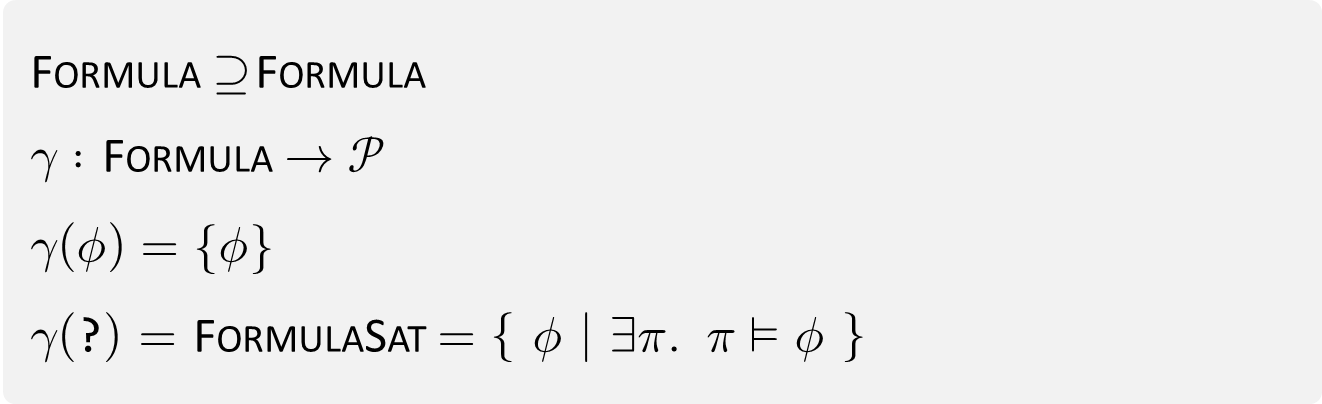 FORMULA ⊇ FORMULA
γ : FORMULA → 𝒫
γ(ϕ) = {ϕ}
γ(?) = FORMULASAT = { ϕ | ∃π. π ⊨ ϕ }